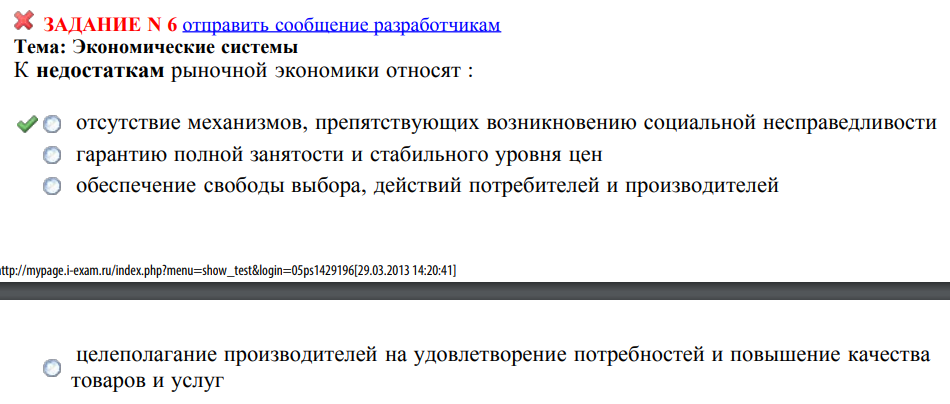 ЗАДАНИЕ N 6 отправить сообщение разработчикам
Тема: Экономические системы
К недостаткам рыночной экономики относят :
отсутствие механизмов, препятствующих возникновению социальной несправедливости
гарантию полной занятости и стабильного уровня цен
обеспечение свободы выбора, действий потребителей и производителей
http://mypage.i-exam.ru/index.php?menu=show_test&login=05ps1429196[29.03.2013 14:20:41]
целеполагание производителей на удовлетворение потребностей и повышение качества
товаров и услуг